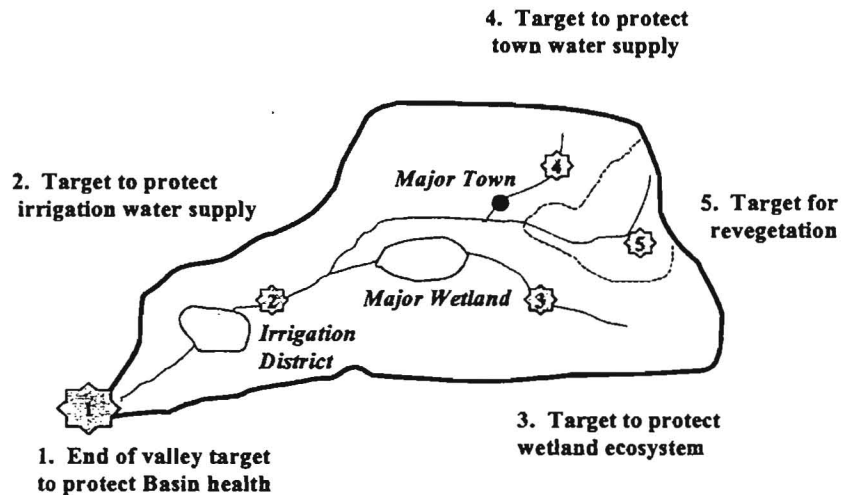 4. Target to protect
town water supply
2. Target to protect
irrigation water supply
Major Town
4
5. Target for
revegetation
5
Major Wetland
2
3
Irrigation
District
1
3. Target to protect
wetland ecosystem
1. End of valley target
to protect Basin health